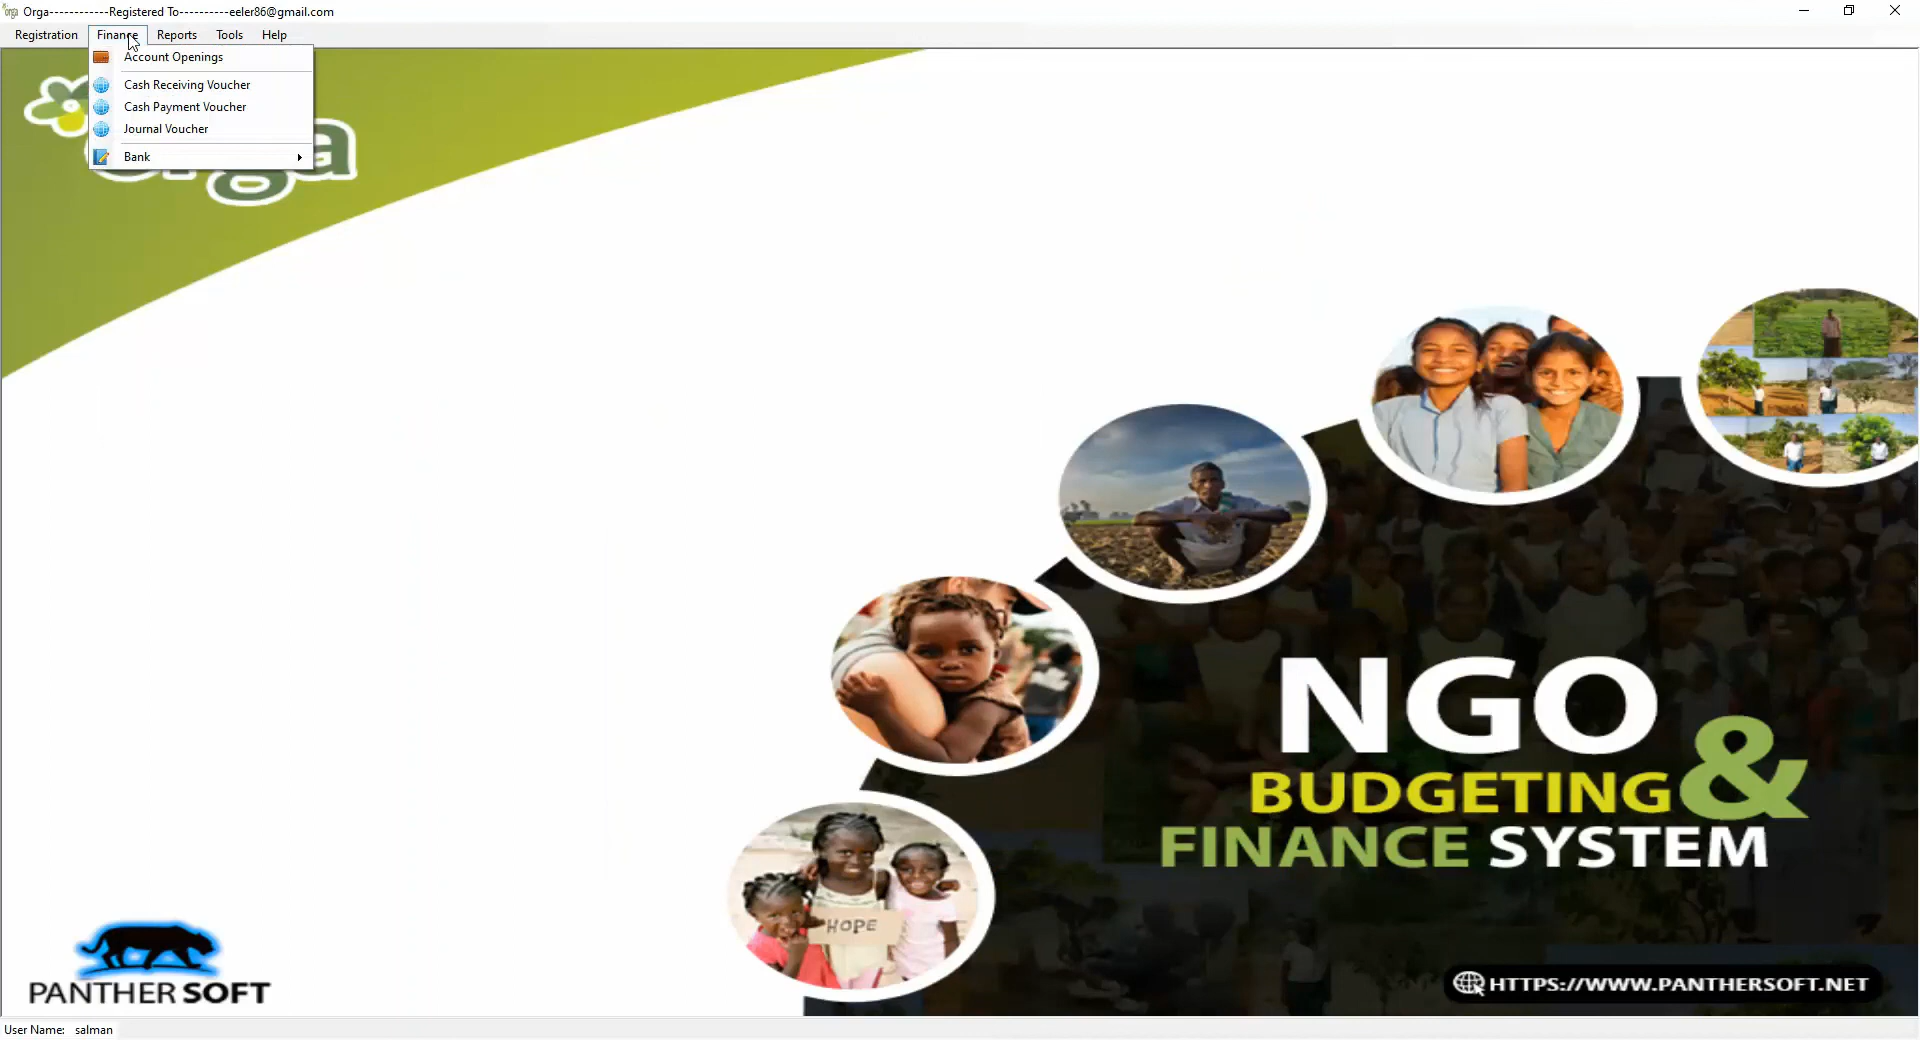 Orga------------Registered To----------eeler86@gmail.com
Registration Finance Reports Tools Help
Account Openings
Cash Receiving Voucher
Cash Payment Voucher
Journal Voucher
Bank
HOPE
NGO
BUDGETING &
FINANCE SYSTEM
PANTHER SOFT
HTTPS://WWW.PANTHERSOFT.NET
User Name: salman